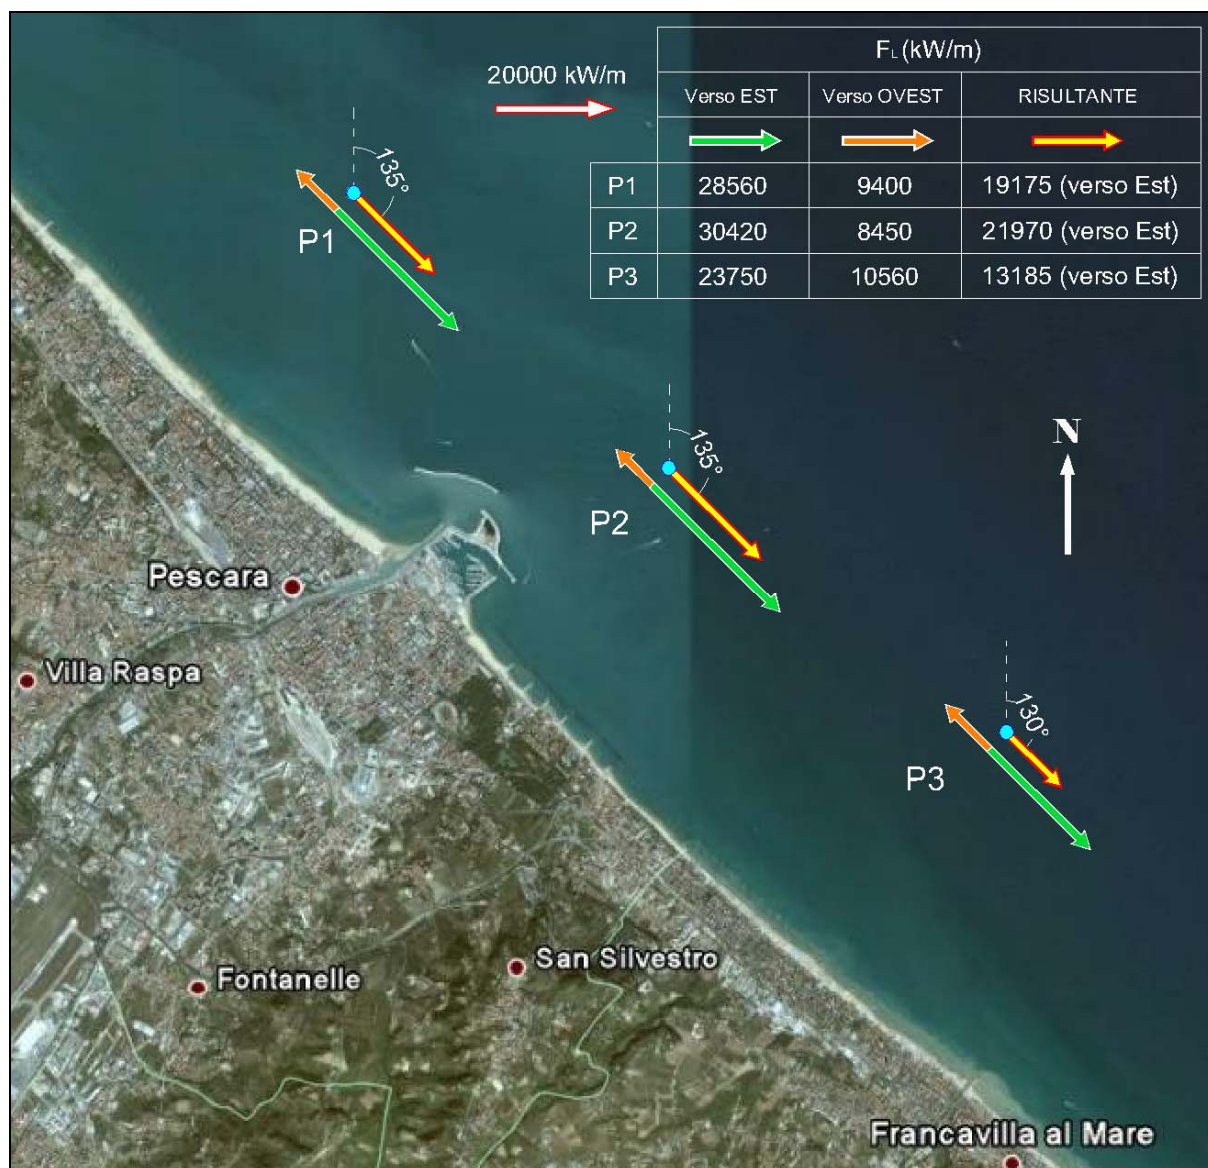 20000 kW/m
FL (kW/m)
Verso EST Verso OVEST RISULTANTE
P1 28560 9400 19175 (verso Est)
P2 30420 8450 21970 (verso Est)
P3 23750 10560 13185 (verso Est)
135°
P1
135°
P2
N
130°
P3
Pescara
Villa Raspa
San Silvestro
Fontanelle
Francavilla al Mare